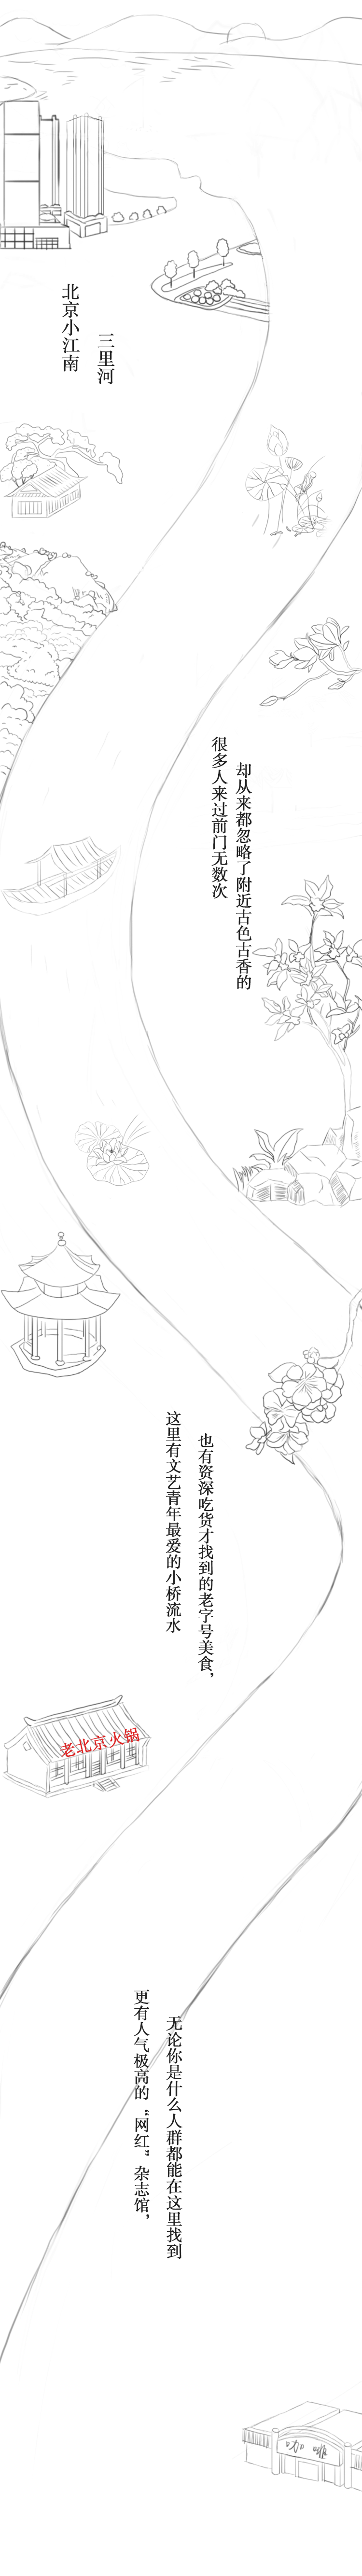 北京小江南
三里河
很多人来过前门无数次
却从来都忽略了附近古色古香的
这里有文艺青年最爱的小桥流水
也有资深吃货才找到的老字号美食，
老北京火锅
更有人气极高的“网红”杂志馆，
无论你是什么人群都能在这里找到
咖啡